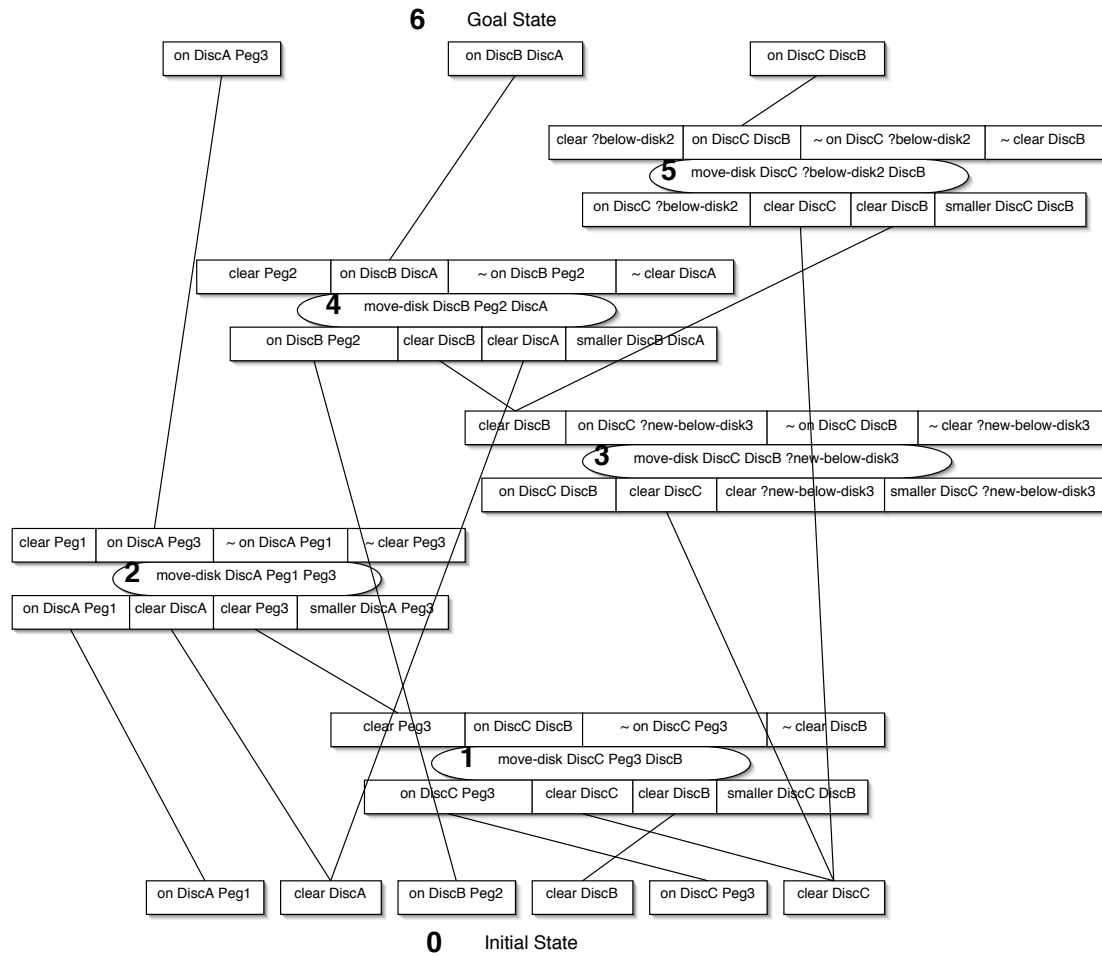 6 Goal State
on DiscA Peg3 on DiscB DiscA on DiscC DiscB
clear ?below-disk2 on DiscC DiscB ~ on DiscC ?below-disk2 ~ clear DiscB
5 move-disk DiscC ?below-disk2 DiscB
on DiscC ?below-disk2 clear DiscC clear DiscB smaller DiscC DiscB
clear Peg2 on DiscB DiscA ~ on DiscB Peg2 ~ clear DiscA
4 move-disk DiscB Peg2 DiscA
on DiscB Peg2 clear DiscB clear DiscA smaller DiscB DiscA
clear DiscB on DiscC ?new-below-disk3 ~ on DiscC DiscB ~ clear ?new-below-disk3
3 move-disk DiscC DiscB ?new-below-disk3
on DiscC DiscB clear DiscC clear ?new-below-disk3 smaller DiscC ?new-below-disk3
clear Peg1 on DiscA Peg3 ~ on DiscA Peg1 ~ clear Peg3
2 move-disk DiscA Peg1 Peg3
on DiscA Peg1 clear DiscA clear Peg3 smaller DiscA Peg3
clear Peg3 on DiscC DiscB ~ on DiscC Peg3 ~ clear DiscB
1 move-disk DiscC Peg3 DiscB
on DiscC Peg3 clear DiscC clear DiscB smaller DiscC DiscB
on DiscA Peg1 clear DiscA on DiscB Peg2 clear DiscB on DiscC Peg3 clear DiscC
0 Initial State